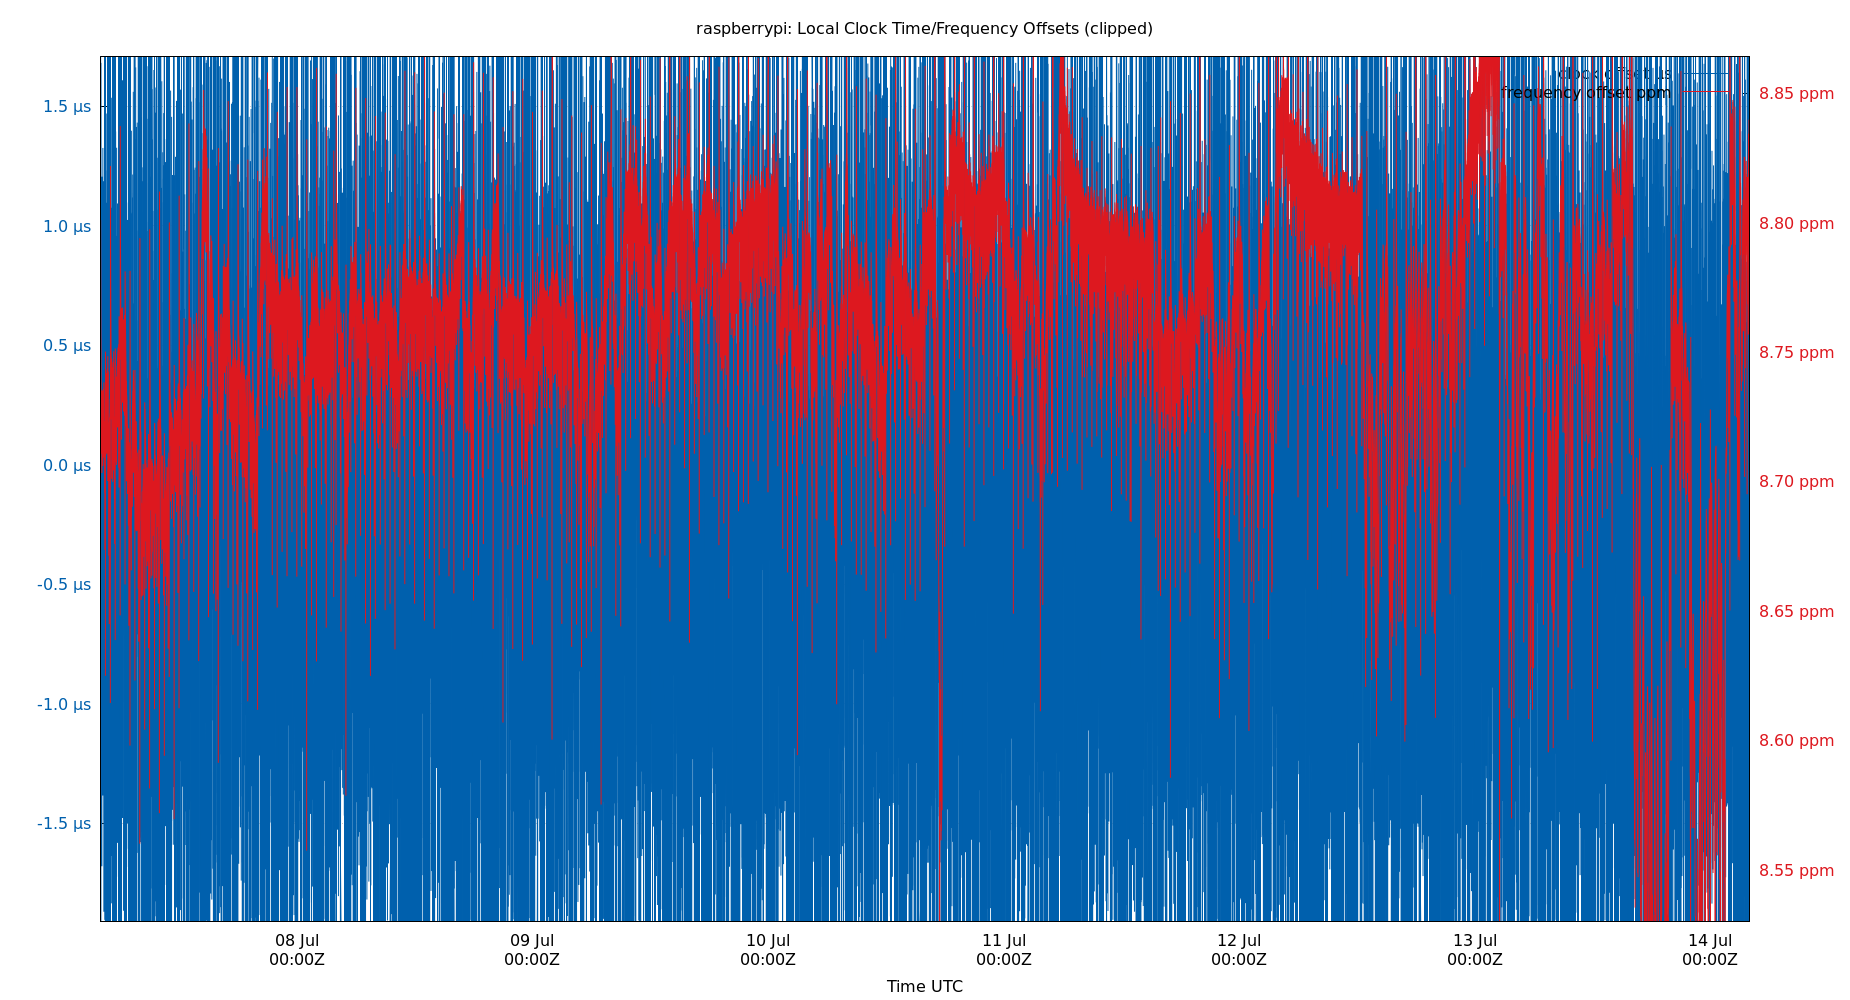 raspberrypi: Local Clock Time/Frequency Offsets (clipped)
clock offset µs
frequency offset ppm
1.5 µs
1.0 µs
0.5 µs
0.0 µs
-0.5 µs
-1.0 µs
-1.5 µs
8.85 ppm
8.80 ppm
8.75 ppm
8.70 ppm
8.65 ppm
8.60 ppm
8.55 ppm
08 Jul
00:00Z
09 Jul
00:00Z
10 Jul
00:00Z
11 Jul
00:00Z
12 Jul
00:00Z
13 Jul
00:00Z
14 Jul
00:00Z
Time UTC